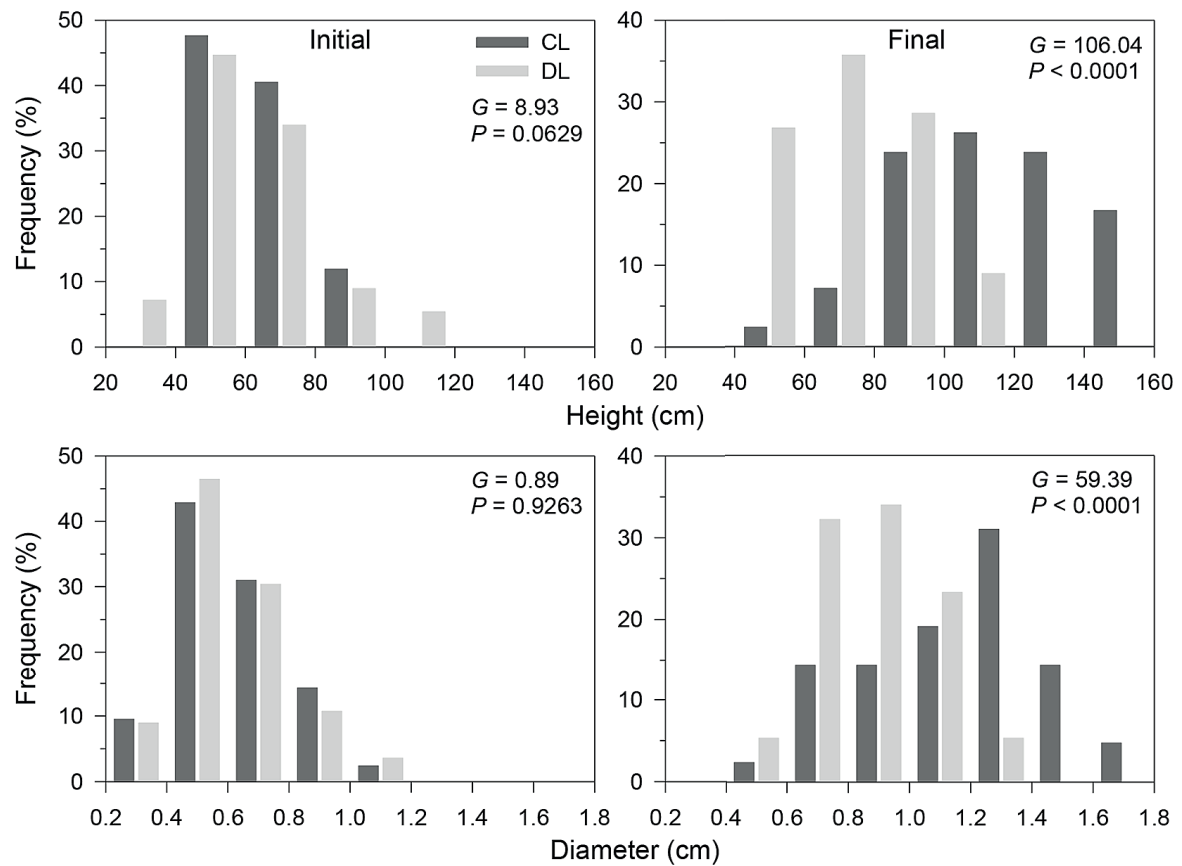 Initial
CL
DL
G = 8.93
P = 0.0629
Frequency (%)
50
40
30
20
10
0
20 40 60 80 100 120 140 160
Final
G = 106.04
P < 0.0001
40
30
20
10
0
20 40 60 80 100 120 140 160
Height (cm)
G = 0.89
P = 0.9263
Frequency (%)
50
40
30
20
10
0
0.2 0.4 0.6 0.8 1.0 1.2 1.4 1.6 1.8
G = 59.39
P < 0.0001
40
30
20
10
0
0.2 0.4 0.6 0.8 1.0 1.2 1.4 1.6 1.8
Diameter (cm)